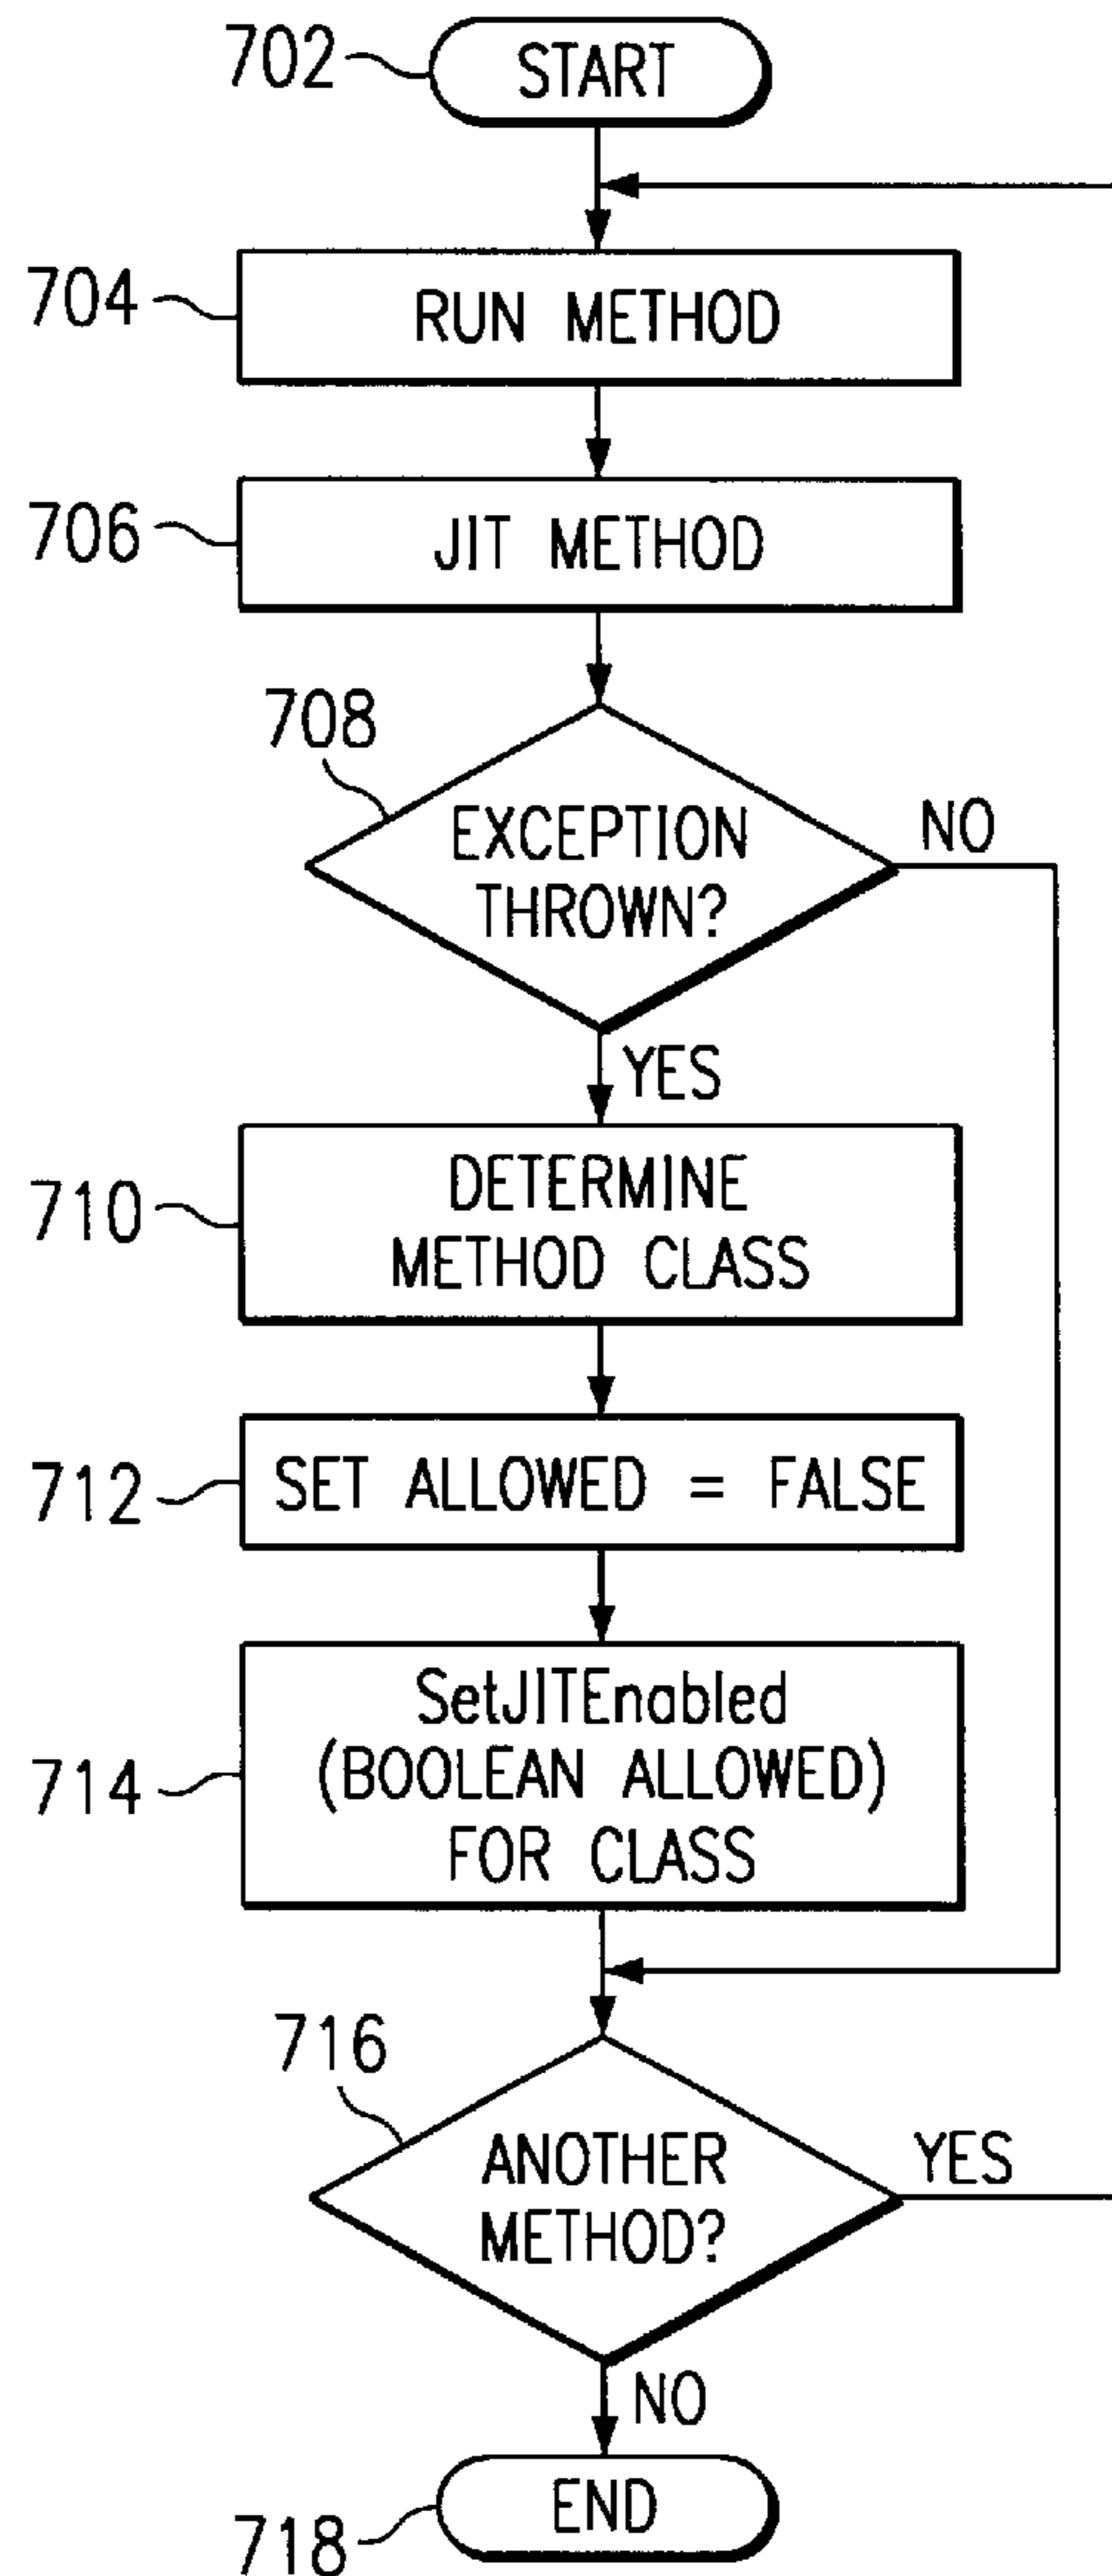 702
START
704
RUN METHOD
706
JIT METHOD
708
EXCEPTION
THROWN?
NO
YES
710
DETERMINE
METHOD CLASS
712
SET ALLOWED = FALSE
714
SetJITEnabled
(BOOLEAN ALLOWED)
FOR CLASS
716
ANOTHER
METHOD?
YES
NO
718
END